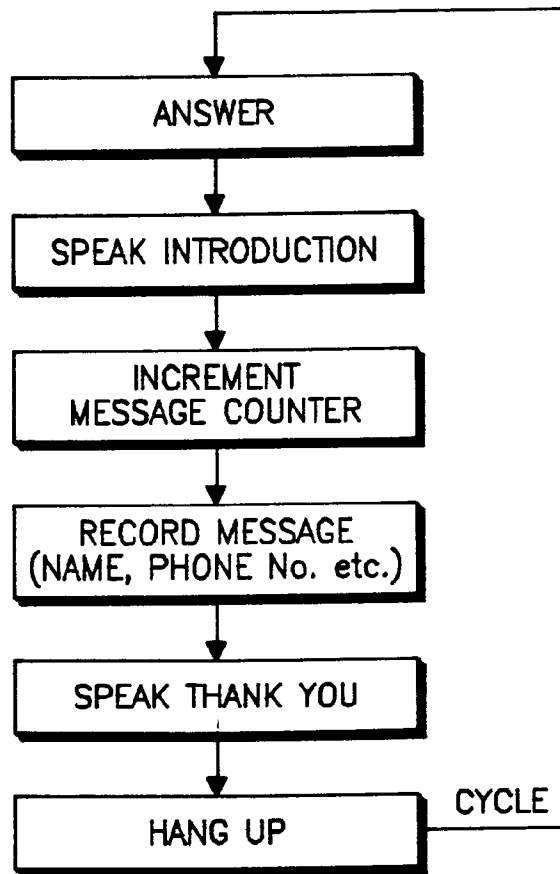 ANSWER
SPEAK INTRODUCTION
INCREMENT
MESSAGE COUNTER
RECORD MESSAGE
(NAME, PHONE No. etc.)
SPEAK THANK YOU
HANG UP
CYCLE